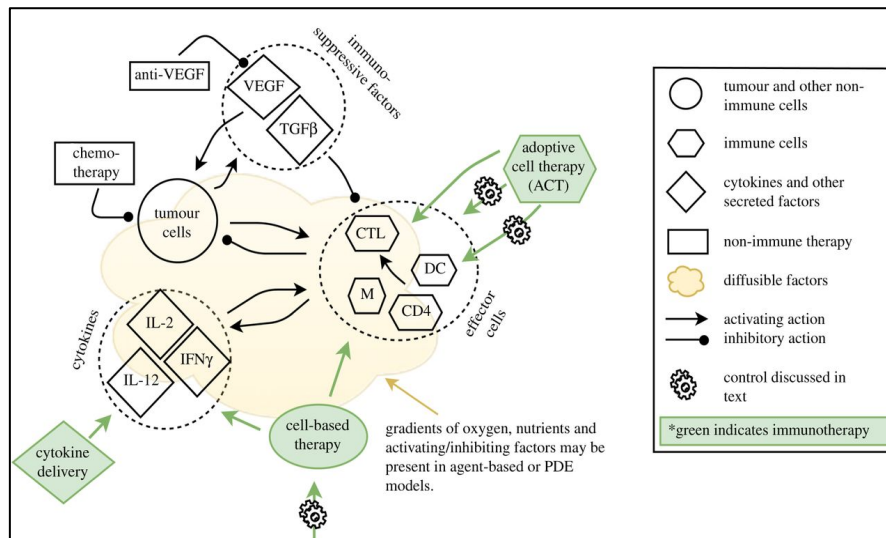 anti-VEGF
VEGF
TGFβ
immuno-
suppressive factors
chemo-
therapy
tumour
cells
adoptive
cell therapy
(ACT)
CTL
DC
M
CD4
effector
cells
cytokines
IL-2
IFNγ
IL-12
cytokine
delivery
cell-based
therapy
gradients of oxygen, nutrients and
activating/inhibiting factors may be
present in agent-based or PDE
models.
tumour and other non-
immune cells
immune cells
cytokines and other
secreted factors
non-immune therapy
diffusible factors
activating action
inhibitory action
control discussed in
text
*green indicates immunotherapy